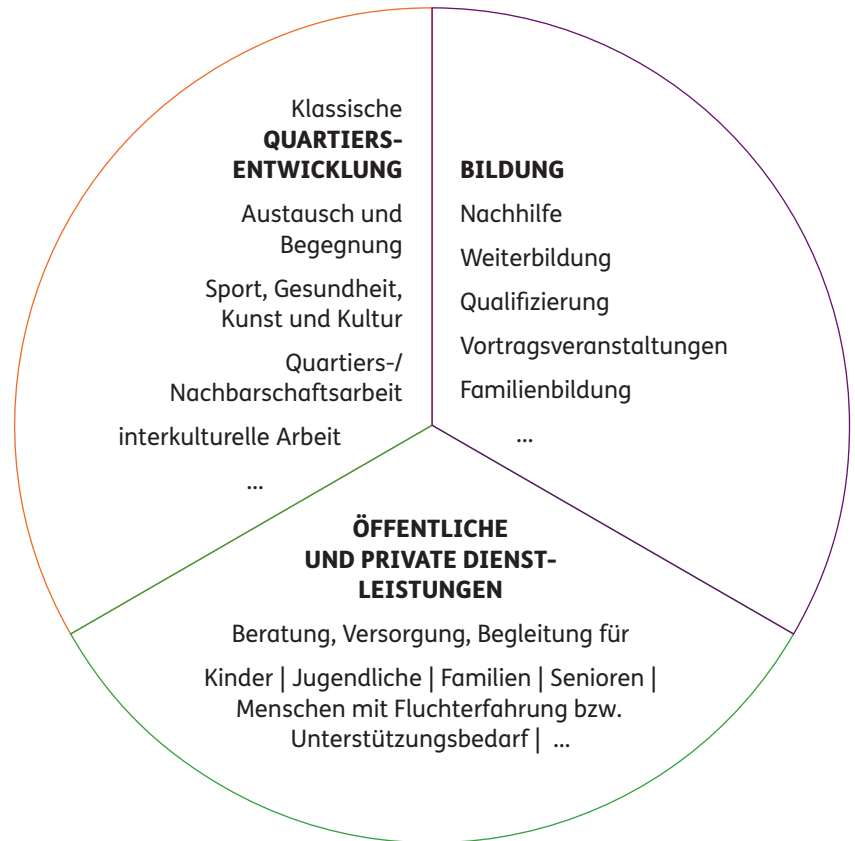 Klassische
QUARTIERS-
ENTWICKLUNG
Austausch und
Begegnung
Sport, Gesundheit,
Kunst und Kultur
Quartiers-/
Nachbarschaftsarbeit
interkulturelle Arbeit
...
BILDUNG
Nachhilfe
Weiterbildung
Qualifizierung
Vortragsveranstaltungen
Familienbildung
...
ÖFFENTLICHE
UND PRIVATE DIENST-
LEISTUNGEN
Beratung, Versorgung, Begleitung für
Kinder | Jugendliche | Familien | Senioren |
Menschen mit Fluchterfahrung bzw.
Unterstützungsbedarf | ...